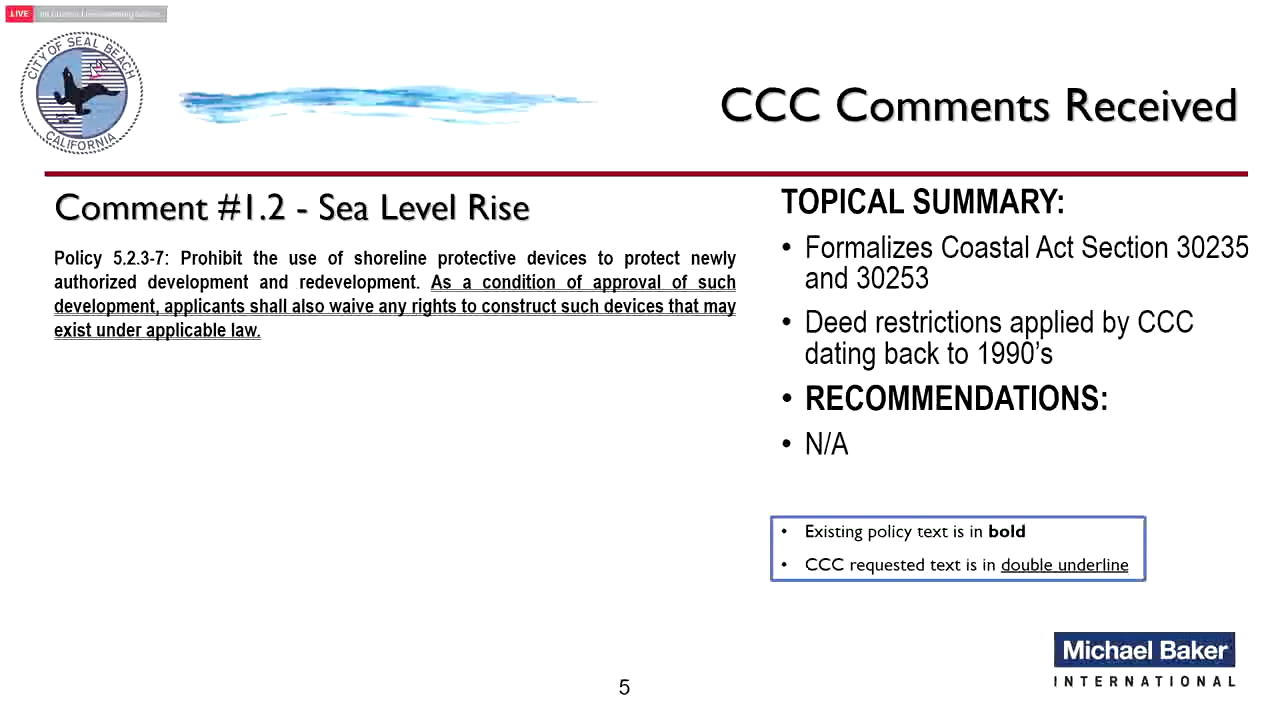 LIVE
CITY OF SEAL BEACH
CALIFORNIA
CCC Comments Received
Comment #1.2 - Sea Level Rise
Policy 5.2.3-7: Prohibit the use of shoreline protective devices to protect newly
authorized development and redevelopment. As a condition of approval of such
development, applicants shall also waive any rights to construct such devices that may
exist under applicable law.
TOPICAL SUMMARY:
• Formalizes Coastal Act Section 30235
and 30253
• Deed restrictions applied by CCC
dating back to 1990’s
• RECOMMENDATIONS:
• N/A
• Existing policy text is in bold
• CCC requested text is in double underline
Michael Baker
INTERNATIONAL
5